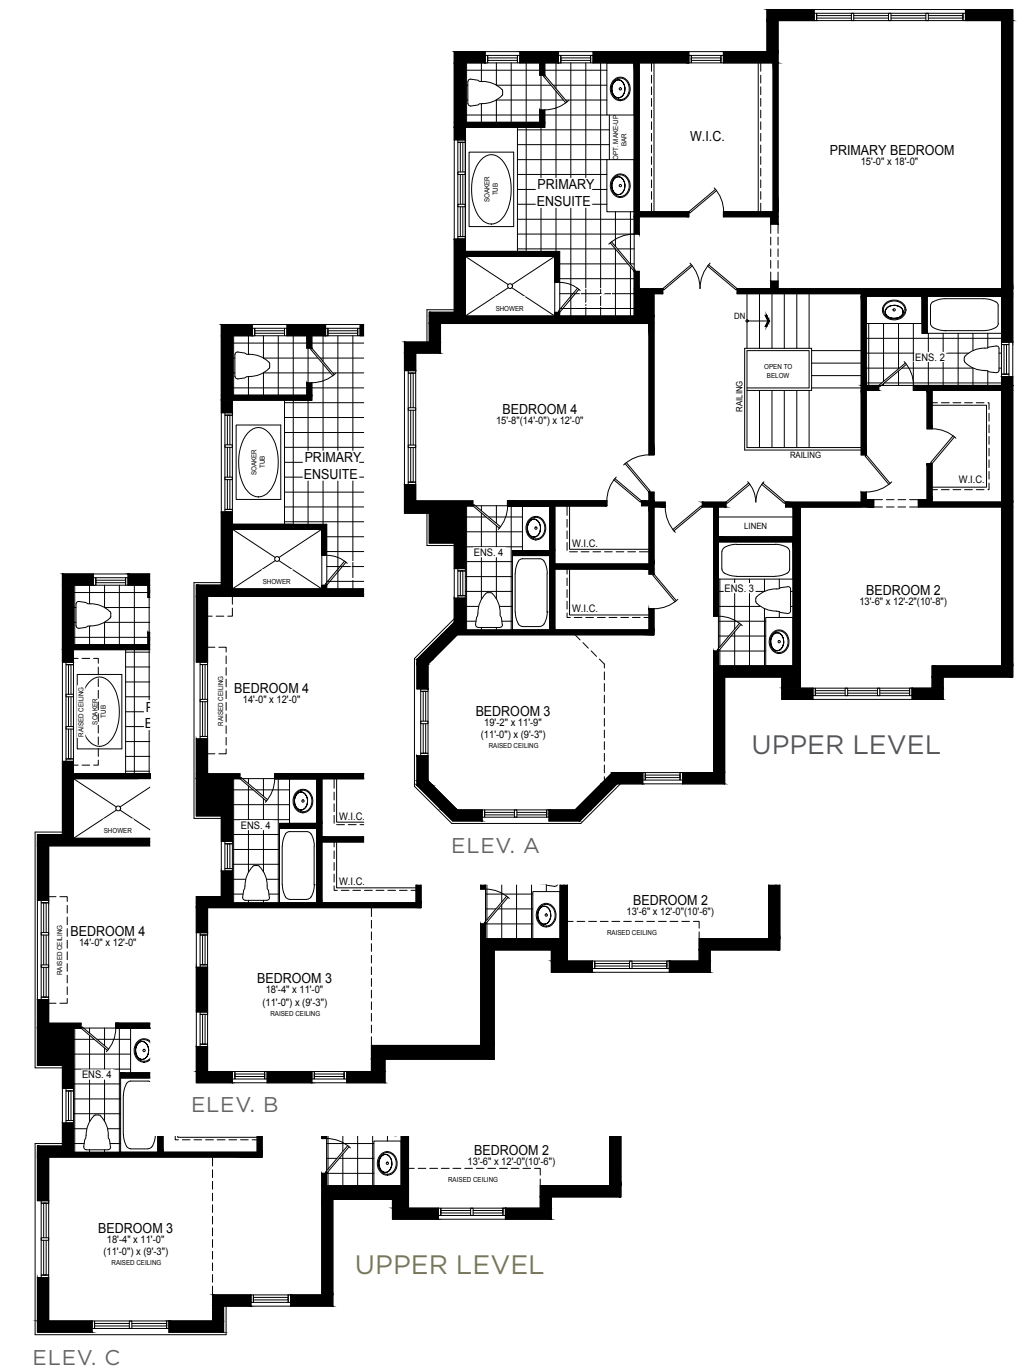 W.I.C.
PRIMARY BEDROOM
15'-0" x 18'-0"
OPT. MAKE-UP
BAR
SOAKER
TUB
PRIMARY
ENSUITE
SHOWER
DN
OPEN TO
BELOW
RAILING
RAILING
ENS. 2
W.I.C.
BEDROOM 4
15'-8"(14'-0") x 12'-0"
W.I.C.
ENS. 4
W.I.C.
LINEN
ENS. 3
BEDROOM 2
13'-6" x 12'-2"(10'-8")
BEDROOM 3
19'-2" x 11'-9"
(11'-0") x (9'-3")
RAISED CEILING
UPPER LEVEL
ELEV. A
SOAKER
TUB
PRIMARY
ENSUITE
SHOWER
BEDROOM 4
14'-0" x 12'-0"
RAISED CEILING
ENS. 4
W.I.C.
W.I.C.
BEDROOM 2
13'-6" x 12'-0"(10'-6")
RAISED CEILING
BEDROOM 3
18'-4" x 11'-0"
(11'-0") x (9'-3")
RAISED CEILING
ELEV. B
RAISED CEILING
SOAKER
TUB
P
E
SHOWER
BEDROOM 4
14'-0" x 12'-0"
RAISED CEILING
ENS. 4
BEDROOM 2
13'-6" x 12'-0"(10'-6")
RAISED CEILING
BEDROOM 3
18'-4" x 11'-0"
(11'-0") x (9'-3")
RAISED CEILING
UPPER LEVEL
ELEV. C